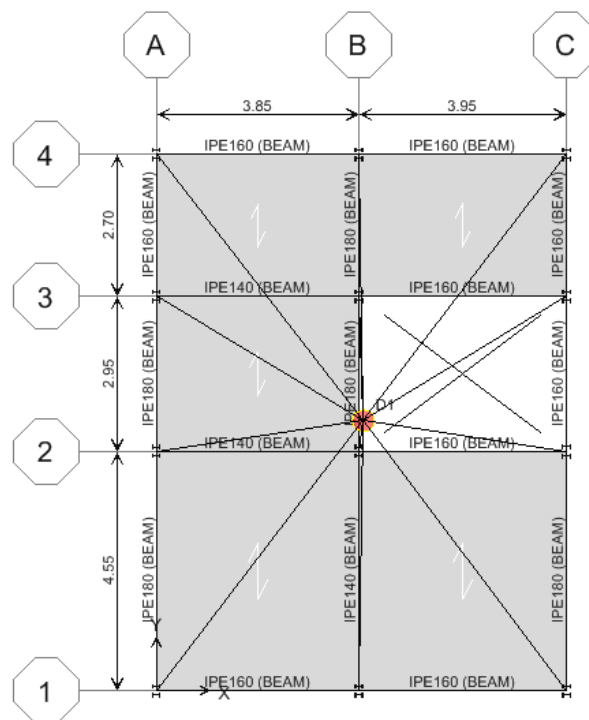 A
B
C
3.85
3.95
4
IPE160 (BEAM)
IPE160 (BEAM)
2.70
IPE160 (BEAM)
IPE180 (BEAM)
IPE160 (BEAM)
3
IPE140 (BEAM)
IPE160 (BEAM)
2.95
IPE180 (BEAM)
IPE180 (BEAM)
IPE160 (BEAM)
D1
2
IPE140 (BEAM)
IPE160 (BEAM)
4.55
IPE180 (BEAM)
IPE140 (BEAM)
IPE180 (BEAM)
Y
X
1
IPE160 (BEAM)
IPE160 (BEAM)